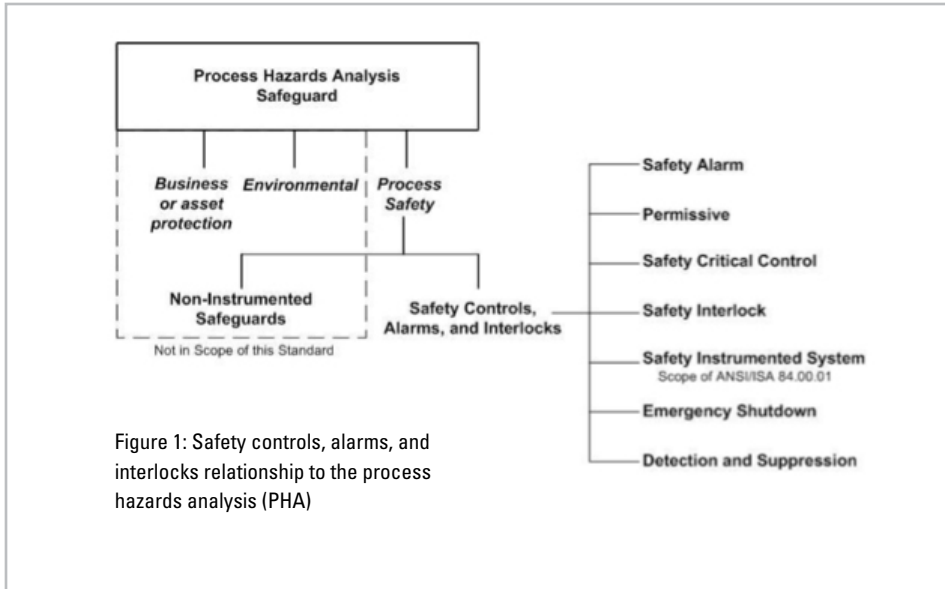 Process Hazards Analysis
Safeguard
Business
or asset
protection
Environmental
Process
Safety
Non-Instrumented
Safeguards
Not in Scope of this Standard
Safety Controls,
Alarms, and Interlocks
Safety Alarm
Permissive
Safety Critical Control
Safety Interlock
Safety Instrumented System
Scope of ANSI/ISA 84.00.01
Emergency Shutdown
Detection and Suppression
Figure 1: Safety controls, alarms, and
interlocks relationship to the process
hazards analysis (PHA)